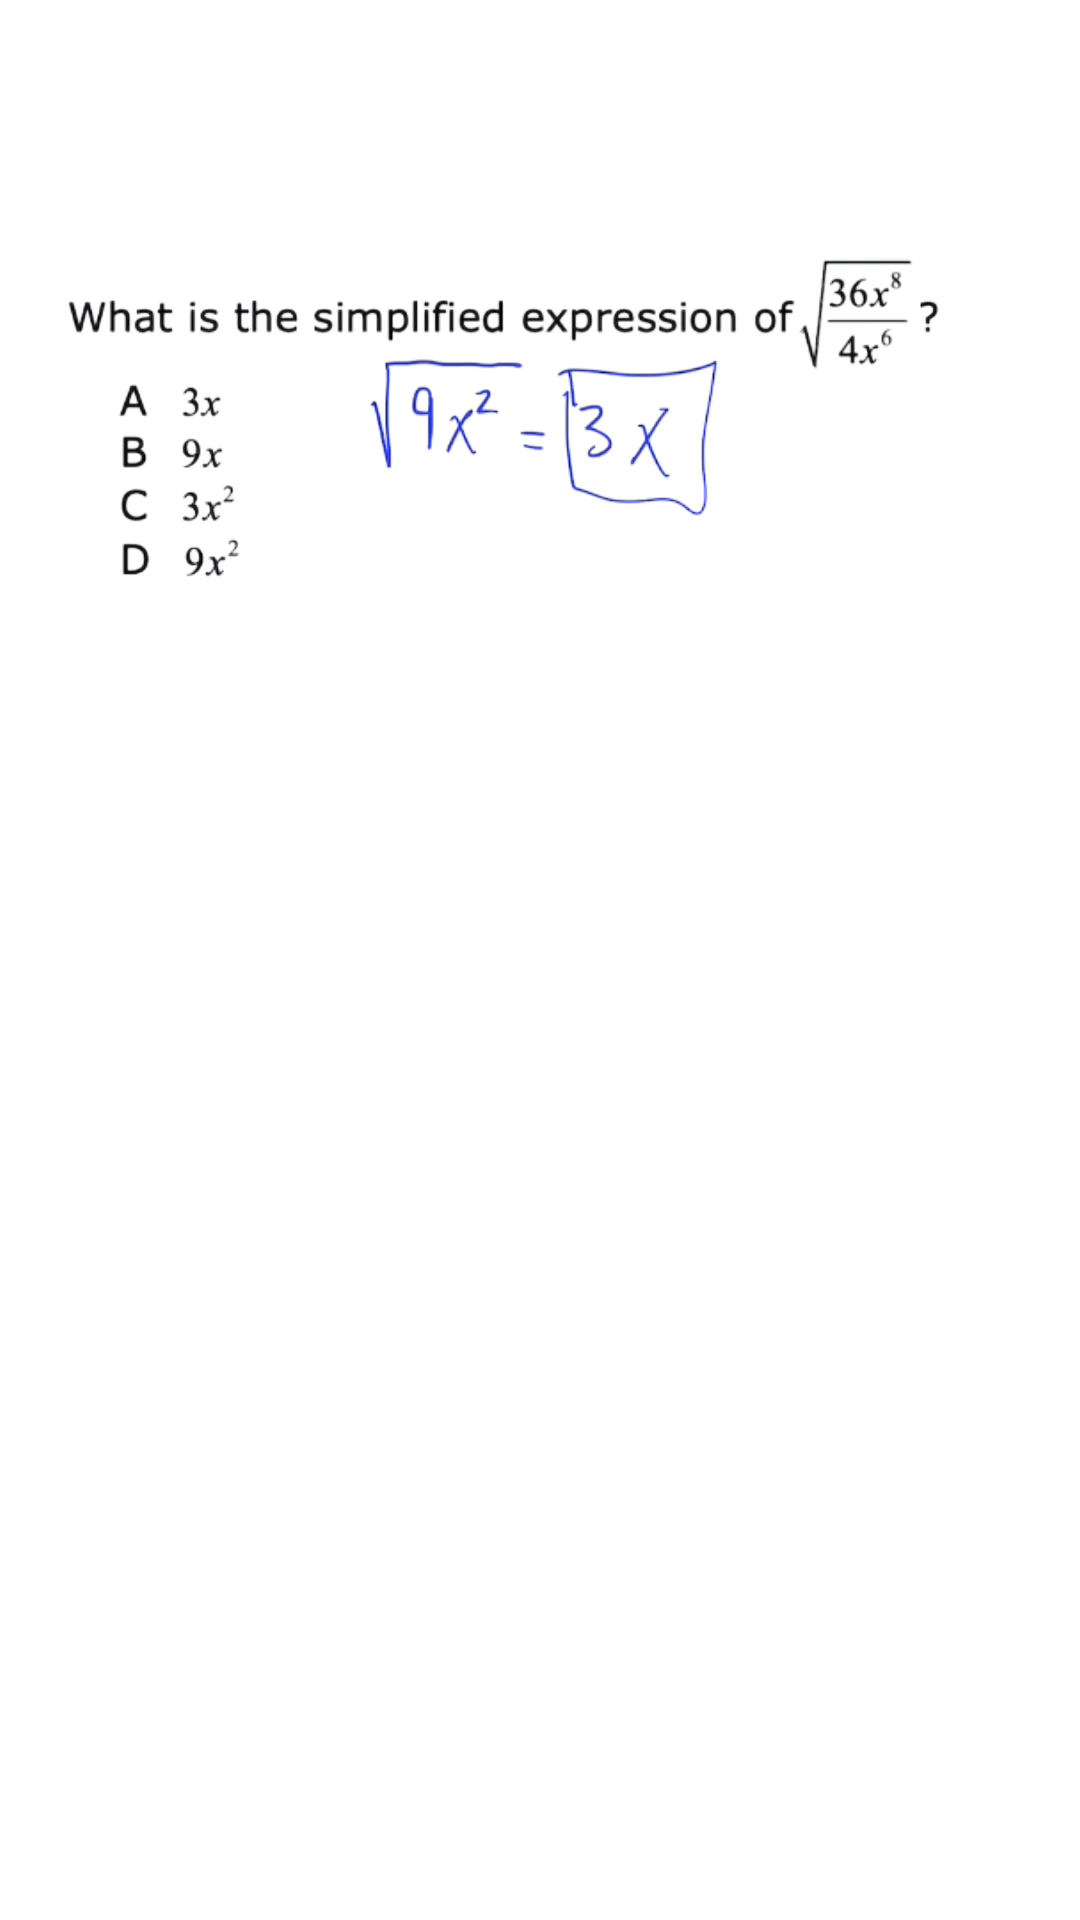 What is the simplified expression of √(36x⁸/4x⁶) ?
√9x² = 3x
A 3x
B 9x
C 3x²
D 9x²